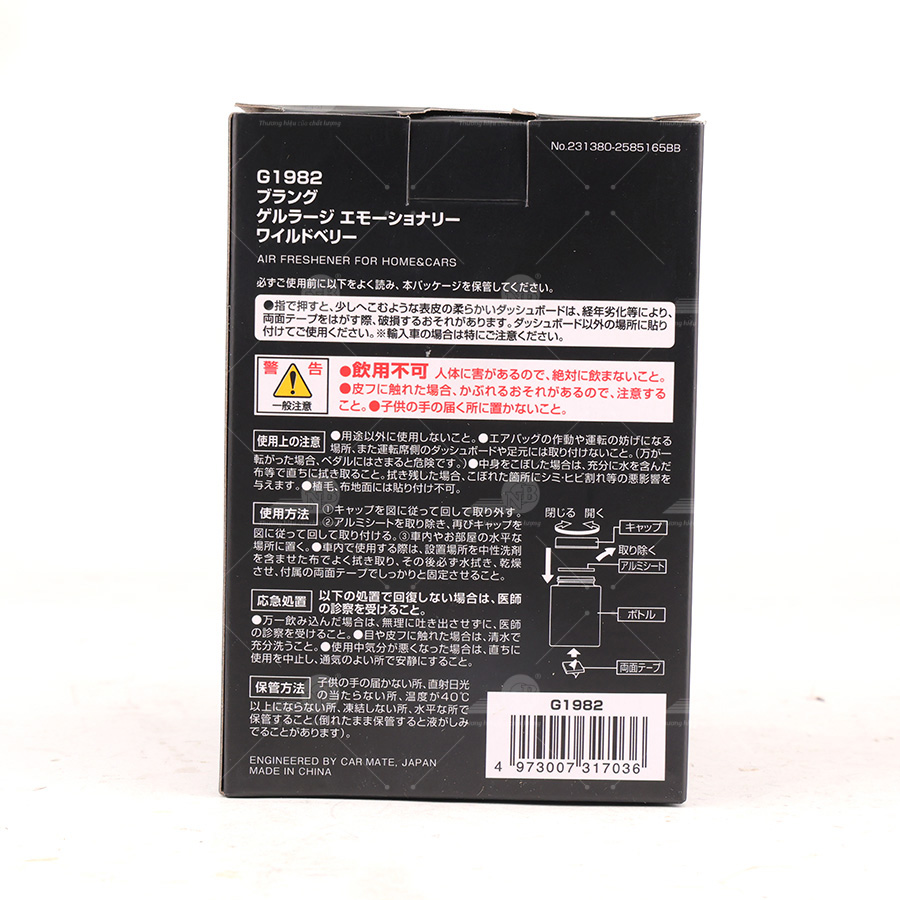 Thương hiệu của chất lượng
No.231380-2585165BB
G1982
ブラング
ゲルラージ エモーショナリー
ワイルドベリー
AIR FRESHENER FOR HOME&CARS
必ずご使用前に以下をよく読み、本パッケージを保管してください。
●指で押すと、少しへこむような表皮の柔らかいダッシュボードは、経年劣化等により、
両面テープをはがす際、破損するおそれがあります。ダッシュボード以外の場所に貼り
付けてご使用ください。※輸入車の場合は特にご注意ください。
警 告
一般注意
●飲用不可 人体に害があるので、絶対に飲まないこと。
●皮フに触れた場合、かぶれるおそれがあるので、注意する
こと。●子供の手の届く所に置かないこと。
使用上の注意 ●用途以外に使用しないこと。●エアバッグの作動や運転の妨げになる
場所、また運転席側のダッシュボードや足元には取り付けないこと。(万が一
転がった場合、ペダルにはさまると危険です。)●中身をこぼした場合は、充分に水を含んだ
布等で直ちに拭き取ること。拭き残した場合、こぼれた箇所にシミ・ヒビ割れ等の悪影響を
与えます。●植毛、布地面には貼り付け不可。
使用方法 ①キャップを図に従って回して取り外す。
②アルミシートを取り除き、再びキャップを
図に従って回して取り付ける。③車内やお部屋の水平な
場所に置く。●車内で使用する際は、設置場所を中性洗剤
を含ませた布でよく拭き取り、その後必ず水拭き、乾燥
させ、付属の両面テープでしっかりと固定させること。
閉じる 開く
キャップ
取り除く
アルミシート
ボトル
両面テープ
応急処置 以下の処置で回復しない場合は、医師
の診察を受けること。
●万一飲み込んだ場合は、無理に吐き出させずに、医師
の診察を受けること。●目や皮フに触れた場合は、清水で
充分洗うこと。●使用中気分が悪くなった場合は、直ちに
使用を中止し、通気のよい所で安静にすること。
保管方法 子供の手の届かない所、直射日光
の当たらない所、温度が40℃
以上にならない所、凍結しない所、水平な所で
保管すること(倒れたまま保管すると液がしみ
でることがあります)。
G1982
4 973007 317036
ENGINEERED BY CAR MATE, JAPAN
MADE IN CHINA